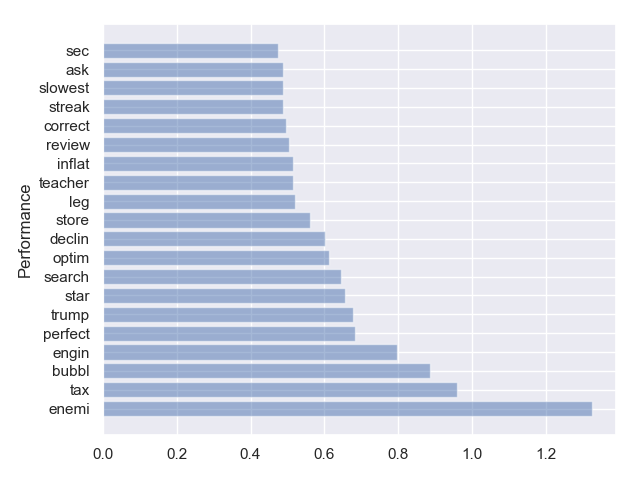 sec
ask
slowest
streak
correct
review
inflat
teacher
leg
store
declin
optim
search
star
trump
perfect
engin
bubbl
tax
enemi
Performance
0.0 0.2 0.4 0.6 0.8 1.0 1.2